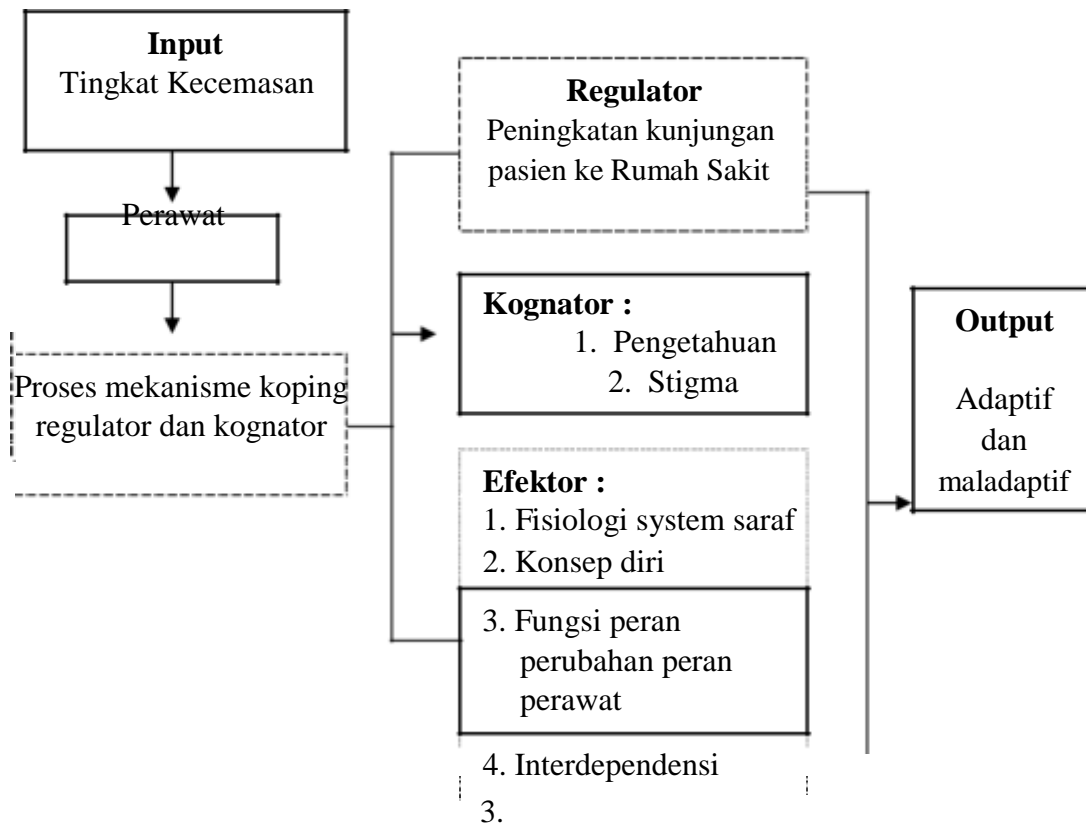 Input
Tingkat Kecemasan
Perawat
Proses mekanisme koping
regulator dan kognator
Regulator
Peningkatan kunjungan
pasien ke Rumah Sakit
Kognator :
1. Pengetahuan
2. Stigma
Efektor :
1. Fisiologi system saraf
2. Konsep diri
3. Fungsi peran
perubahan peran
perawat
4. Interdependensi
3.
Output
Adaptif
dan
maladaptif